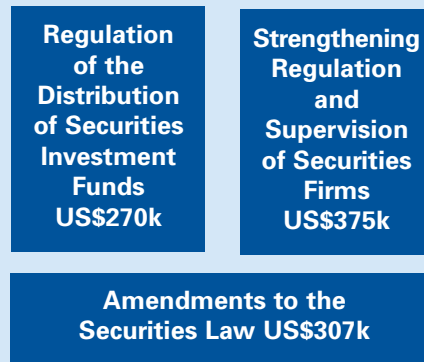 Regulation
of the
Distribution
of Securities
Investment
Funds
US$270k
Strengthening
Regulation
and
Supervision
of Securities
Firms
US$375k
Amendments to the
Securities Law US$307k